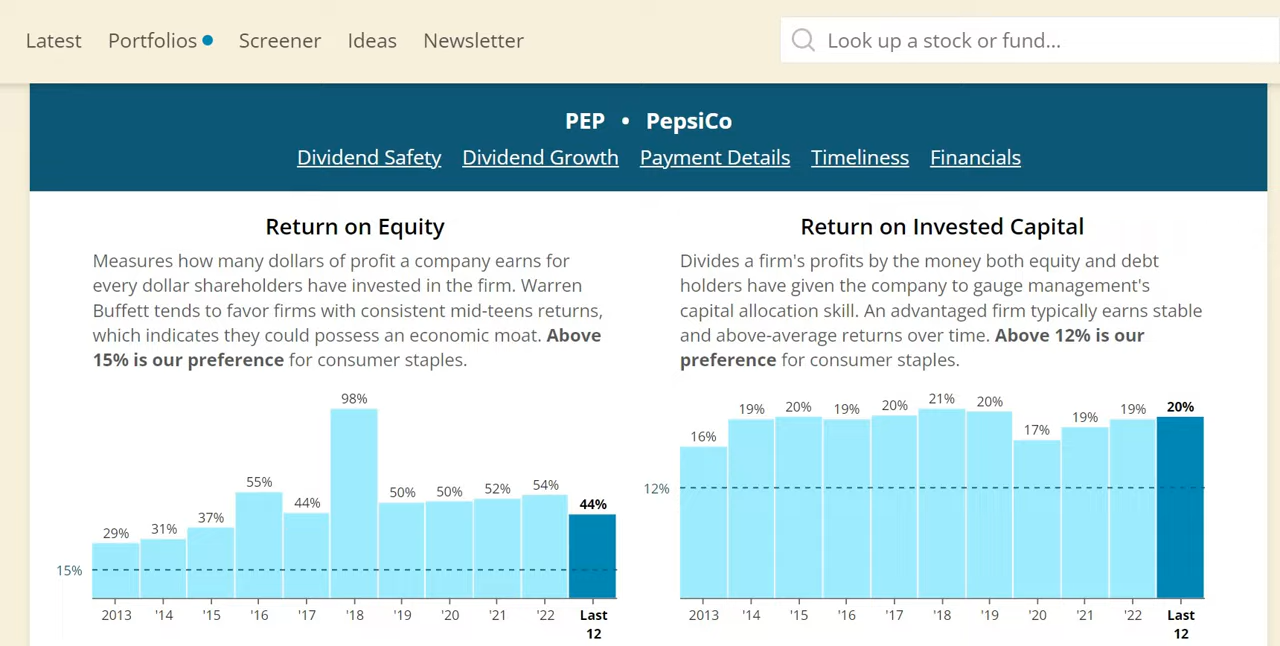 Latest Portfolios Screener Ideas Newsletter Look up a stock or fund...
PEP • PepsiCo
Dividend Safety Dividend Growth Payment Details Timeliness Financials
Return on Equity
Measures how many dollars of profit a company earns for
every dollar shareholders have invested in the firm. Warren
Buffett tends to favor firms with consistent mid-teens returns,
which indicates they could possess an economic moat. Above
15% is our preference for consumer staples.
98%
55%
54%
52%
50%
50%
44%
44%
37%
31%
29%
15%
2013 '14 '15 '16 '17 '18 '19 '20 '21 '22 Last
12
Return on Invested Capital
Divides a firm's profits by the money both equity and debt
holders have given the company to gauge management's
capital allocation skill. An advantaged firm typically earns stable
and above-average returns over time. Above 12% is our
preference for consumer staples.
16% 19% 20% 19% 20% 21% 20% 17% 19% 19% 20%
12%
2013 '14 '15 '16 '17 '18 '19 '20 '21 '22 Last
12